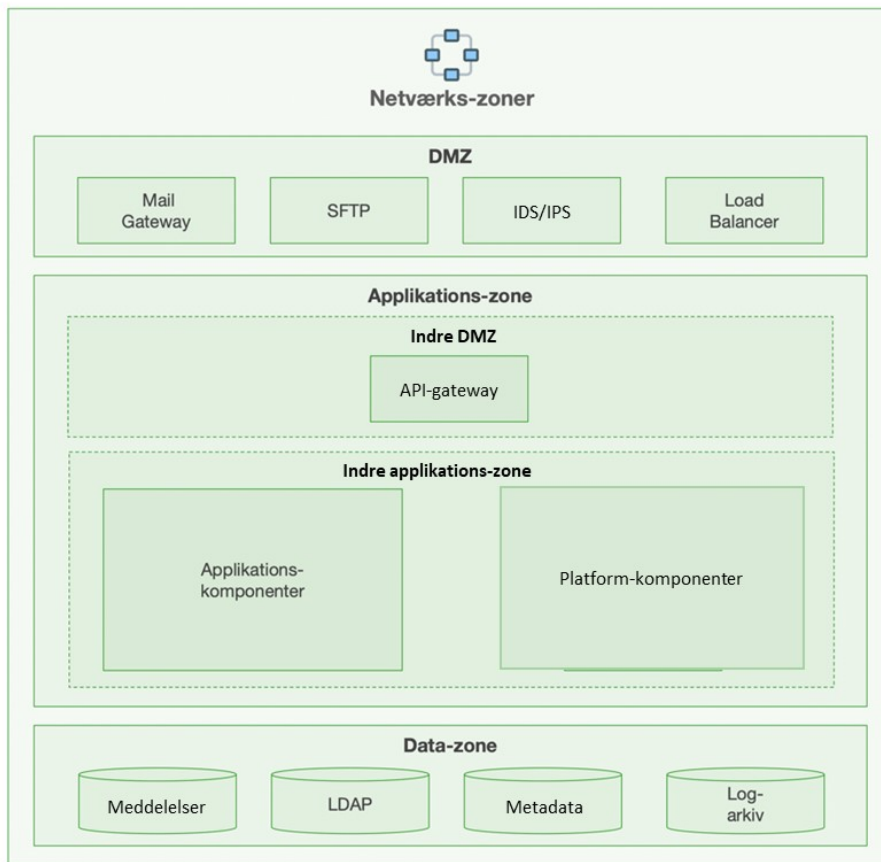 Netværks-zoner
DMZ
Mail
Gateway
SFTP
IDS/IPS
Load
Balancer
Applikations-zone
Indre DMZ
API-gateway
Indre applikations-zone
Applikations-
komponenter
Platform-komponenter
Data-zone
Meddelelser
LDAP
Metadata
Log-
arkiv